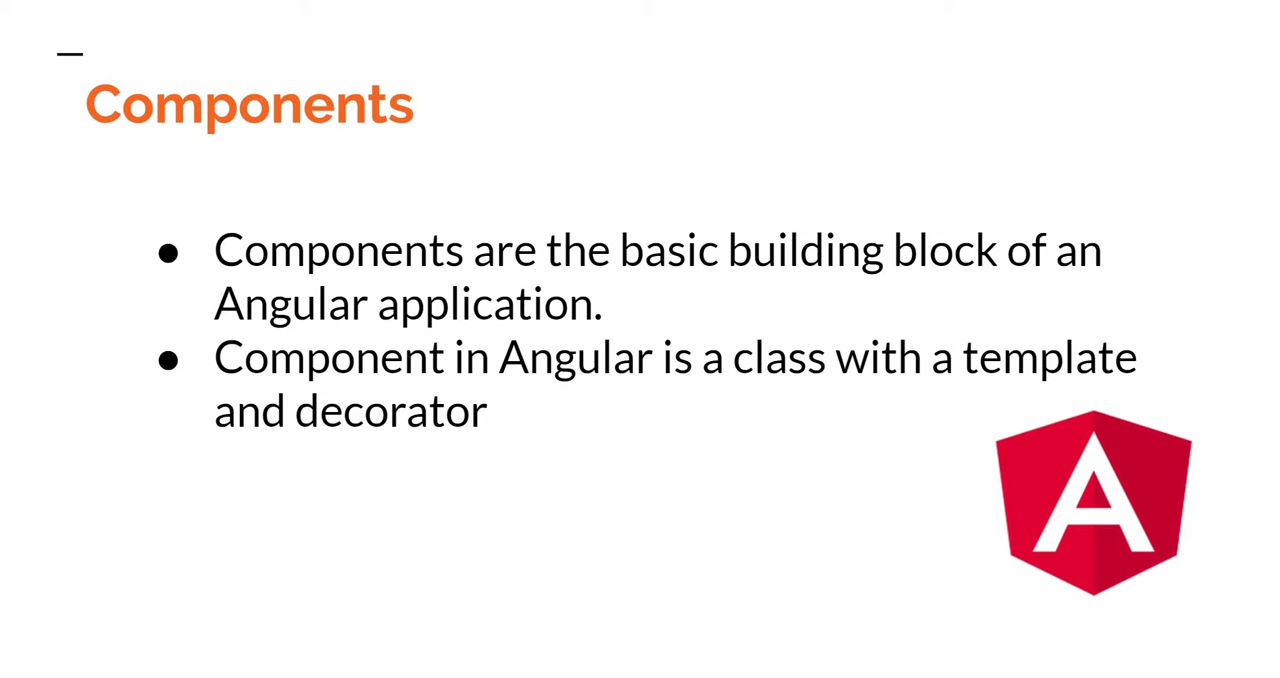 Components
● Components are the basic building block of an
Angular application.
● Component in Angular is a class with a template
and decorator
A